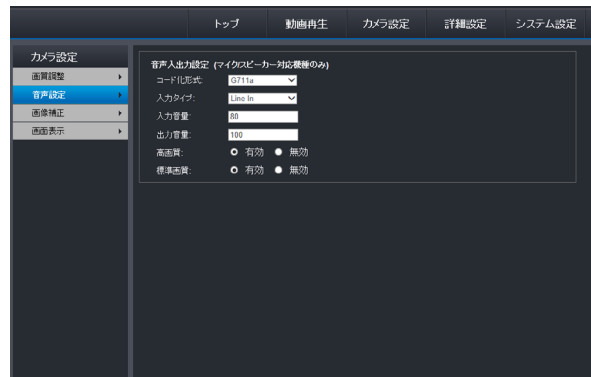 トップ 動画再生 カメラ設定 詳細設定 システム設定
カメラ設定
画質調整
音声設定
画像補正
画面表示
音声入出力設定 (マイク/スピーカー対応機種のみ)
コード化形式: G711a
入力タイプ: Line In
入力音量: 80
出力音量: 100
高画質: 有効 無効
標準画質: 有効 無効